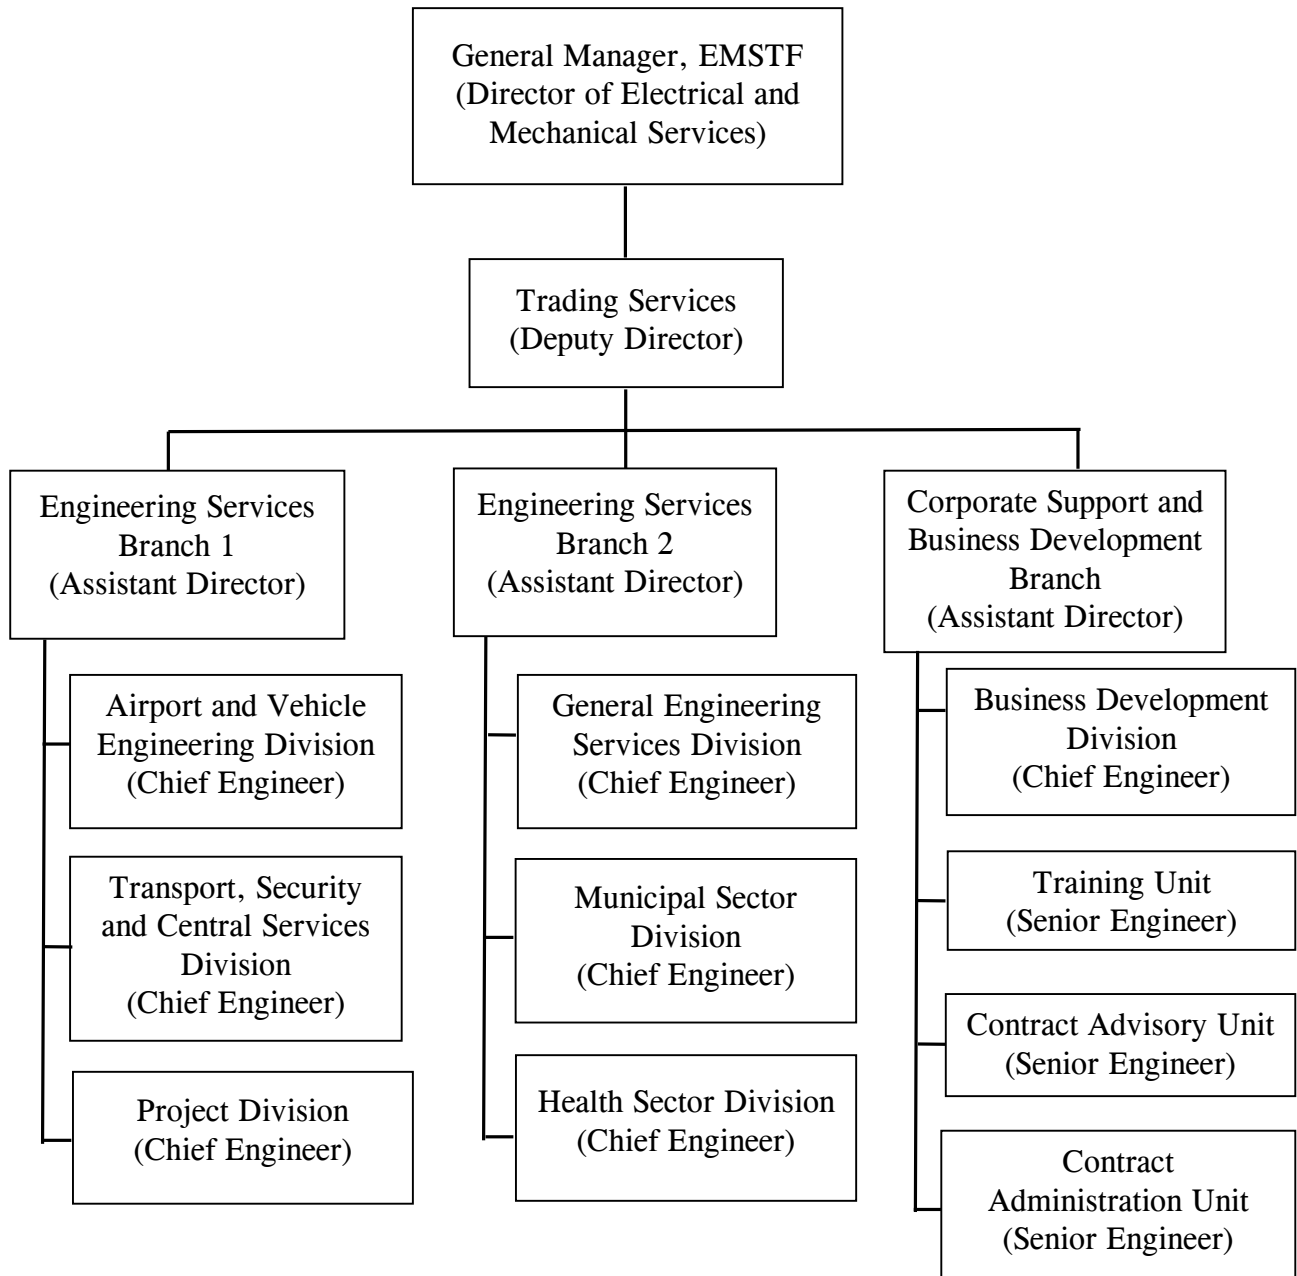 General Manager, EMSTF
(Director of Electrical and
Mechanical Services)
Trading Services
(Deputy Director)
Engineering Services
Branch 1
(Assistant Director)
Engineering Services
Branch 2
(Assistant Director)
Corporate Support and
Business Development
Branch
(Assistant Director)
Airport and Vehicle
Engineering Division
(Chief Engineer)
Transport, Security
and Central Services
Division
(Chief Engineer)
Project Division
(Chief Engineer)
General Engineering
Services Division
(Chief Engineer)
Municipal Sector
Division
(Chief Engineer)
Health Sector Division
(Chief Engineer)
Business Development
Division
(Chief Engineer)
Training Unit
(Senior Engineer)
Contract Advisory Unit
(Senior Engineer)
Contract
Administration Unit
(Senior Engineer)